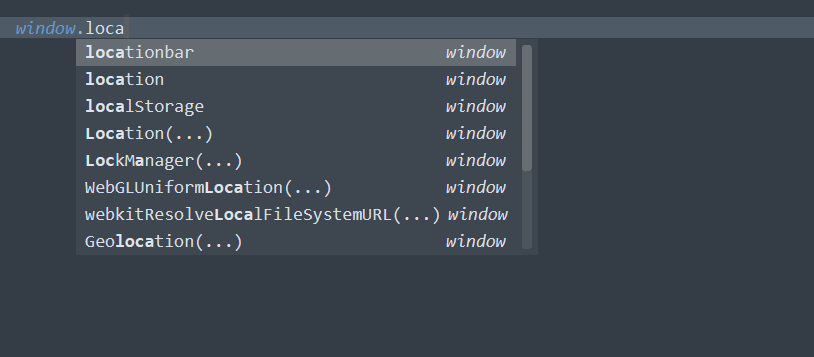 window.loca
locationbar window
location window
localStorage window
Location(...) window
LockManager(...) window
WebGLUniformLocation(...) window
webkitResolveLocalFileSystemURL(...) window
Geolocation(...) window